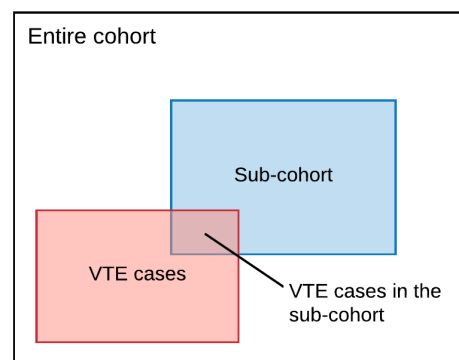 Entire cohort
Sub-cohort
VTE cases
VTE cases in the
sub-cohort